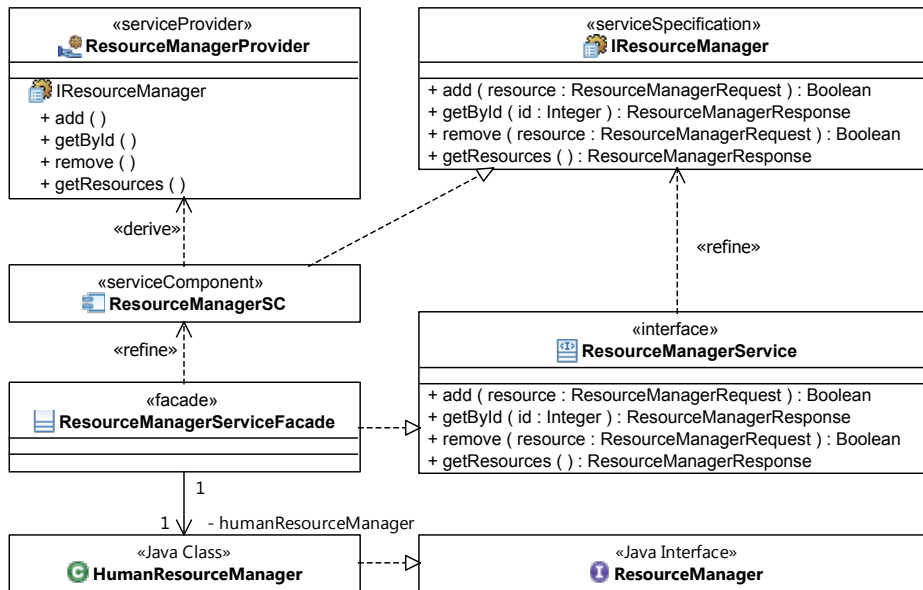 «serviceProvider»
ResourceManagerProvider
IResourceManager
+ add ( )
+ getById ( )
+ remove ( )
+ getResources ( )
«serviceSpecification»
IResourceManager
+ add ( resource : ResourceManagerRequest ) : Boolean
+ getById ( id : Integer ) : ResourceManagerResponse
+ remove ( resource : ResourceManagerRequest ) : Boolean
+ getResources ( ) : ResourceManagerResponse
«derive»
«refine»
«serviceComponent»
ResourceManagerSC
«refine»
«interface»
ResourceManagerService
+ add ( resource : ResourceManagerRequest ) : Boolean
+ getById ( id : Integer ) : ResourceManagerResponse
+ remove ( resource : ResourceManagerRequest ) : Boolean
+ getResources ( ) : ResourceManagerResponse
«facade»
ResourceManagerServiceFacade
1
1
- humanResourceManager
«Java Class»
C HumanResourceManager
«Java Interface»
I ResourceManager